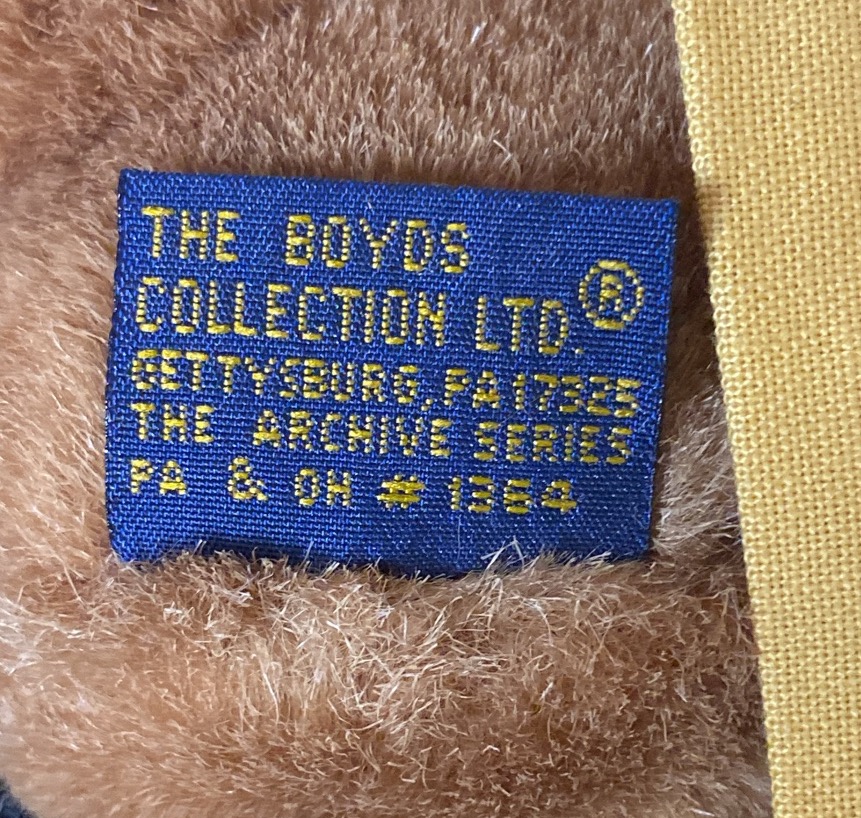 THE BOYDS
COLLECTION LTD.®
GETTYSBURG, PA 17325
THE ARCHIVE SERIES
PA & OH # 1364